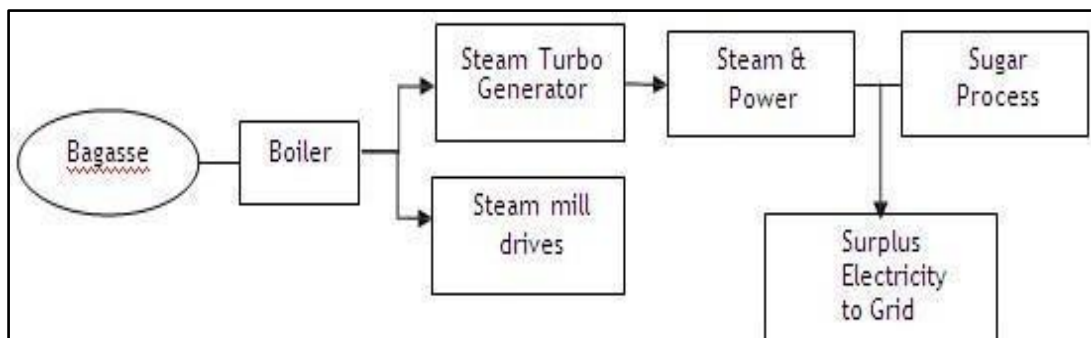 Bagasse
Boiler
Steam Turbo
Generator
Steam mill
drives
Steam &
Power
Sugar
Process
Surplus
Electricity
to Grid